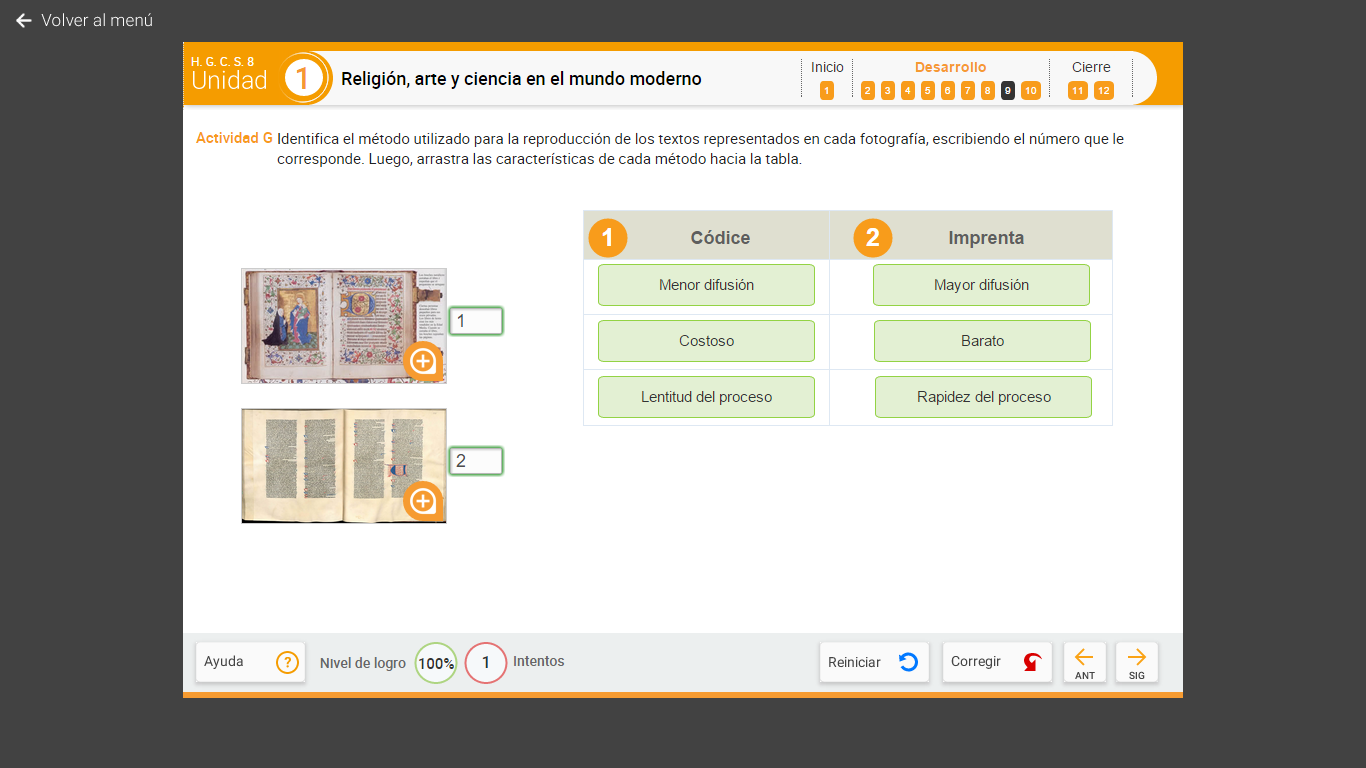 Volver al menú
H. G. C. S. 8
Unidad 1
Religión, arte y ciencia en el mundo moderno
Inicio
1
Desarrollo
2 3 4 5 6 7 8 9 10
Cierre
11 12
Actividad G Identifica el método utilizado para la reproducción de los textos representados en cada fotografía, escribiendo el número que le
corresponde. Luego, arrastra las características de cada método hacia la tabla.
1
2
1 Códice 2 Imprenta
Menor difusión Mayor difusión
Costoso Barato
Lentitud del proceso Rapidez del proceso
Ayuda ?
NIvel de logro 100% 1 Intentos
Reiniciar
Corregir
ANT
SIG